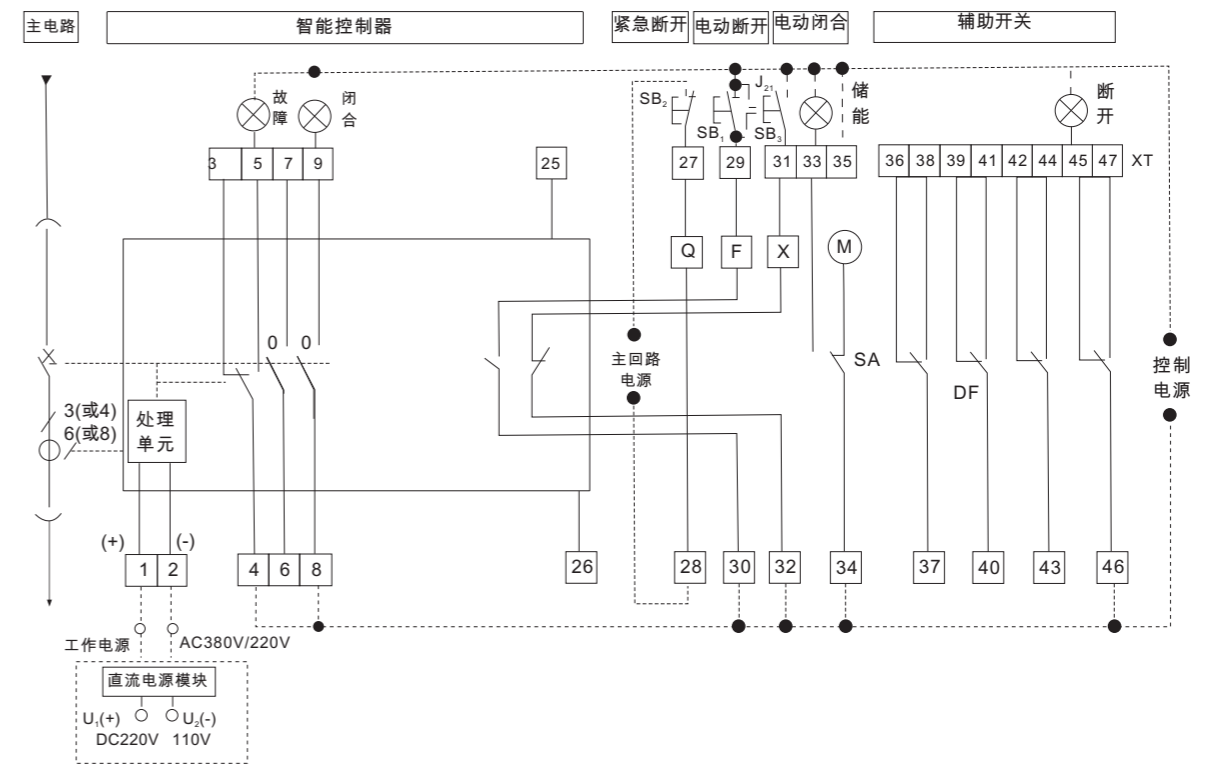 主电路
智能控制器
紧急断开
电动断开
电动闭合
辅助开关
故障
闭合
SB₂
SB₁
J₂₁
SB₃
储能
断开
3 5 7 9
25
27
29
31 33 35
36 38 39 41 42 44 45 47 XT
Q
F
X
M
0 0
主回路
电源
SA
DF
控制
电源
3(或4)
6(或8)
处理
单元
(+) (-)
1 2
4 6 8
26
28
30
32
34
37
40
43
46
工作电源
AC380V/220V
直流电源模块
U₁(+) U₂(-)
DC220V 110V